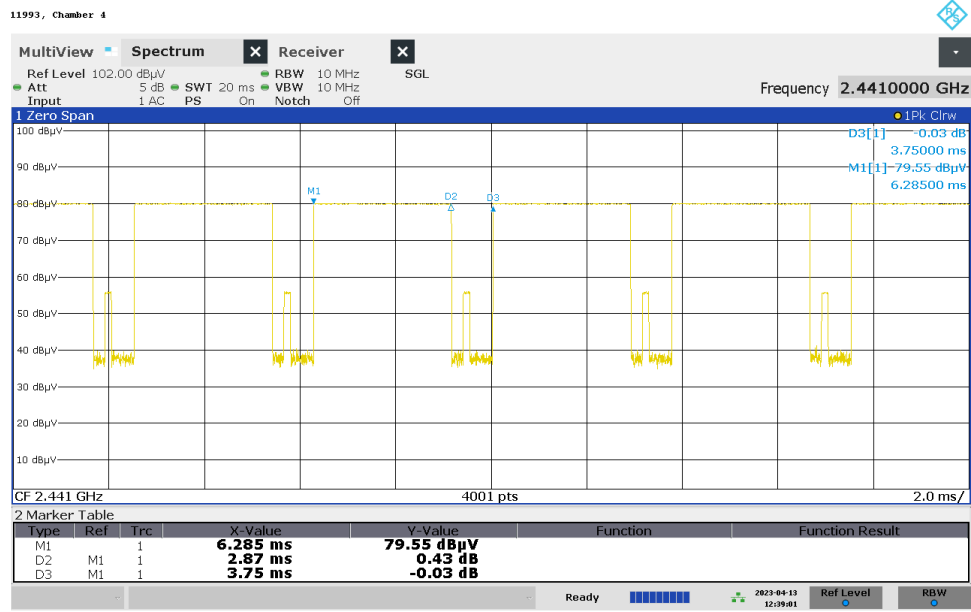 11993, Chamber 4
R&S
MultiView Spectrum X Receiver X
Ref Level 102.00 dBµV RBW 10 MHz SGL
Att 5 dB SWT 20 ms VBW 10 MHz Frequency 2.4410000 GHz
Input 1 AC PS On Notch Off
1 Zero Span 1Pk Clrw
100 dBµV D3[1] -0.03 dB
3.75000 ms
90 dBµV M1[1] 79.55 dBµV
6.28500 ms
M1 D2 D3
80 dBµV
70 dBµV
60 dBµV
50 dBµV
40 dBµV
30 dBµV
20 dBµV
10 dBµV
CF 2.441 GHz 4001 pts 2.0 ms/
2 Marker Table
Type Ref Trc X-Value Y-Value Function Function Result
M1 1 6.285 ms 79.55 dBµV
D2 M1 1 2.87 ms 0.43 dB
D3 M1 1 3.75 ms -0.03 dB
Ready 2023-04-13 Ref Level RBW
12:39:01